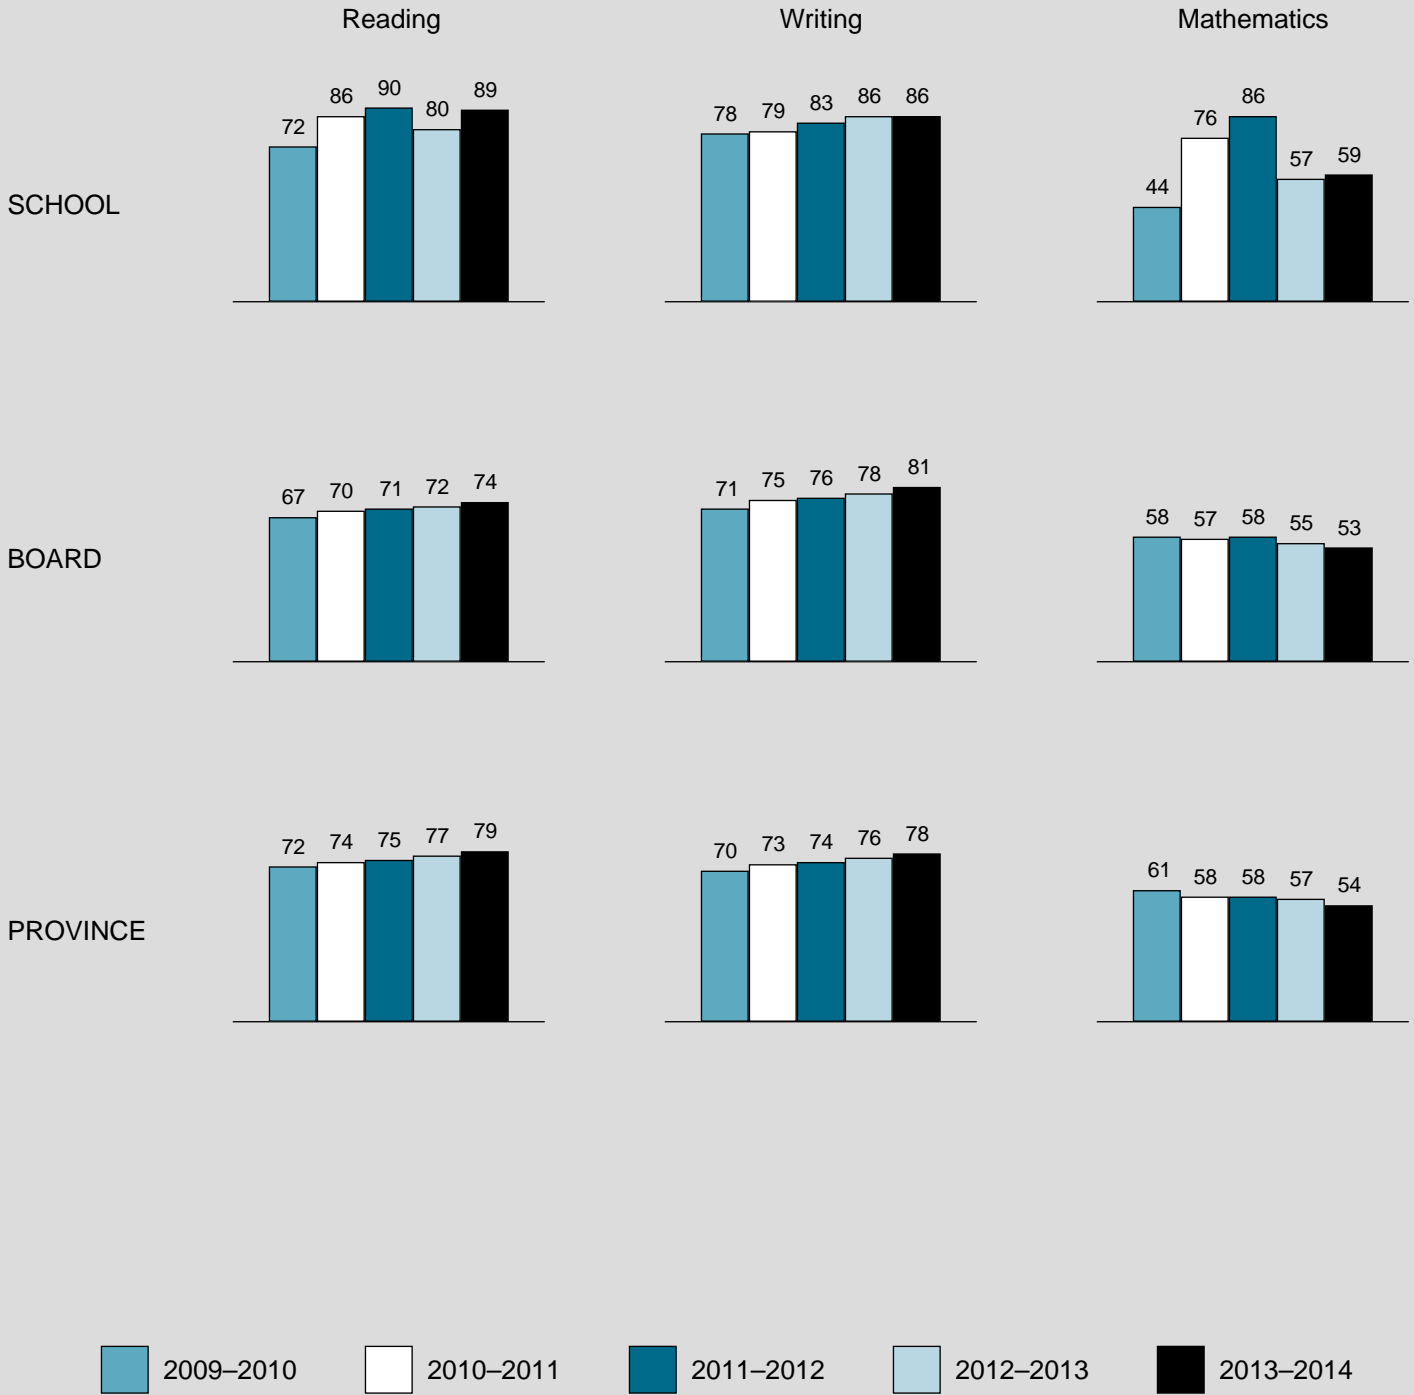 Reading Writing Mathematics
SCHOOL
72 86 90 80 89
78 79 83 86 86
44 76 86 57 59
BOARD
67 70 71 72 74
71 75 76 78 81
58 57 58 55 53
PROVINCE
72 74 75 77 79
70 73 74 76 78
61 58 58 57 54
2009–2010 2010–2011 2011–2012 2012–2013 2013–2014